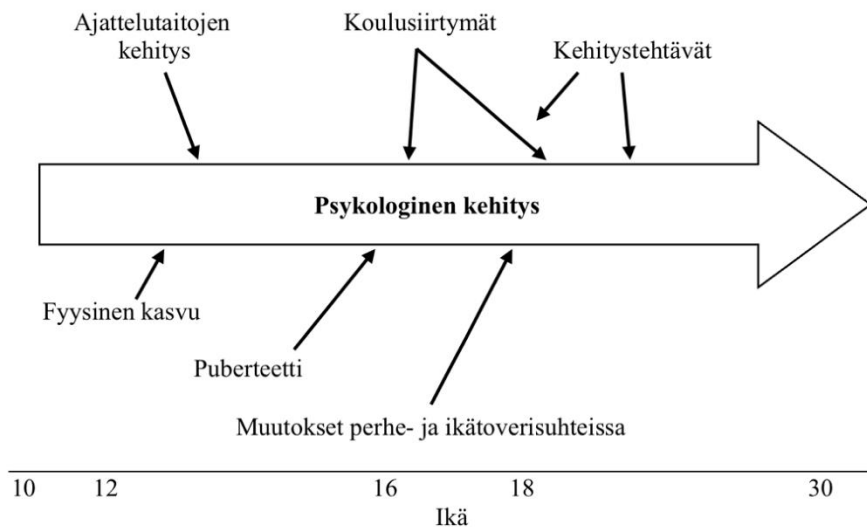 Ajattelutaitojen
kehitys
Koulusiirtymät
Kehitystehtävät
Psykologinen kehitys
Fyysinen kasvu
Puberteetti
Muutokset perhe- ja ikätoverisuhteissa
10 12 16 18 30
Ikä